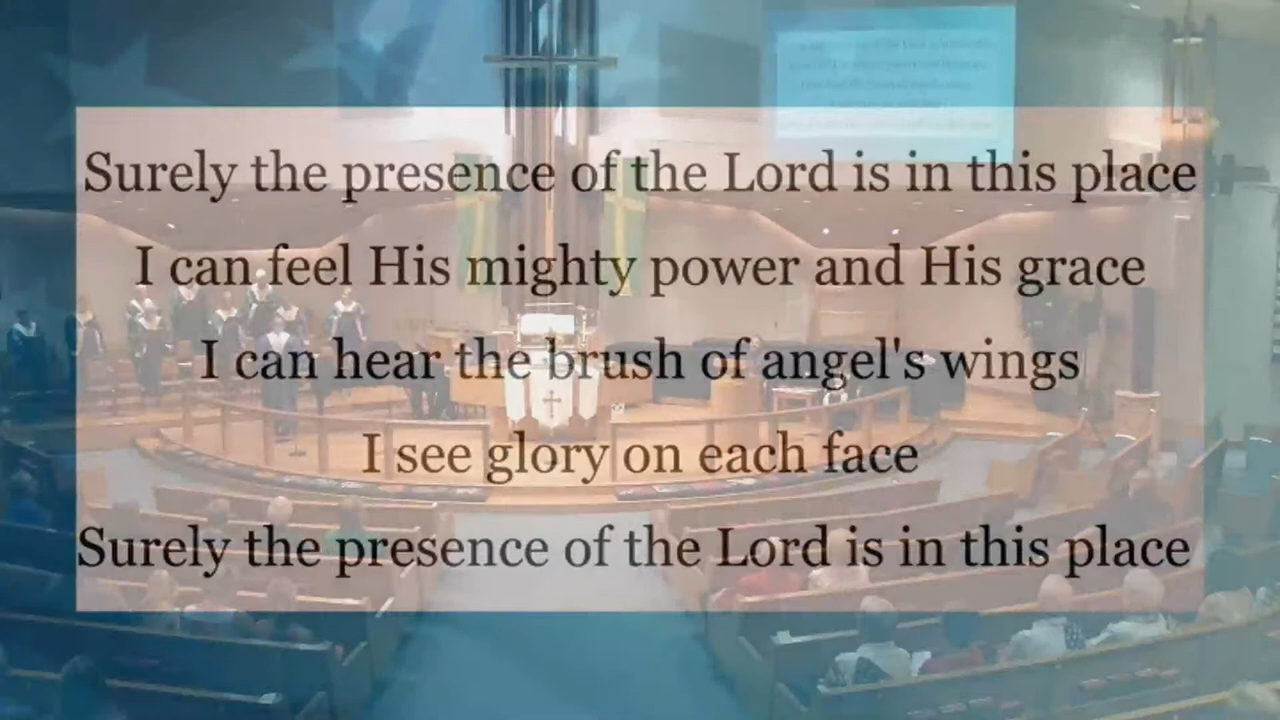 Surely the presence of the Lord is in this place
I can feel His mighty power and His grace
I can hear the brush of angel's wings
I see glory on each face
Surely the presence of the Lord is in this place